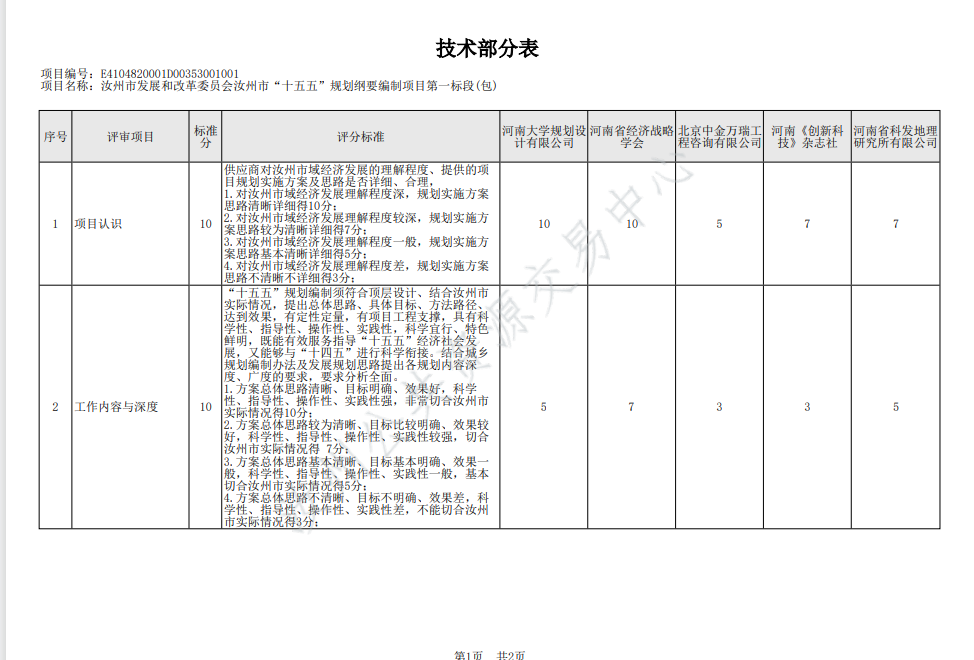 技术部分表
项目编号：E4104820001D00353001001
项目名称：汝州市发展和改革委员会汝州市“十五五”规划纲要编制项目第一标段(包)
序号
评审项目
标准
分
评分标准
河南大学规划设
计有限公司
河南省经济战略
学会
北京中金万瑞工
程咨询有限公司
河南《创新科
技》杂志社
河南省科发地理
研究所有限公司
1
项目认识
10
供应商对汝州市域经济发展的理解程度、提供的项
目规划实施方案及思路是否详细、合理，
1.对汝州市域经济发展理解程度深，规划实施方案
思路清晰详细得10分；
2.对汝州市域经济发展理解程度较深，规划实施方
案思路较为清晰详细得7分；
3.对汝州市域经济发展理解程度一般，规划实施方
案思路基本清晰详细得5分；
4.对汝州市域经济发展理解程度差，规划实施方案
思路不清晰不详细得3分；
10
10
5
7
7
2
工作内容与深度
10
“十五五”规划编制须符合顶层设计、结合汝州市
实际情况，提出总体思路、具体目标、方法路径、
达到效果，有定性定量，有项目工程支撑，具有科
学性、指导性、操作性、实践性，科学宜行、特色
鲜明，既能有效服务指导“十五五”经济社会发
展，又能够与“十四五”进行科学衔接。结合城乡
规划编制办法及发展规划思路提出各规划内容深
度、广度的要求，要求分析全面。
1.方案总体思路清晰、目标明确、效果好，科学
性、指导性、操作性、实践性强，非常切合汝州市
实际情况得10分；
2.方案总体思路较为清晰、目标比较明确、效果较
好，科学性、指导性、操作性、实践性较强，切合
汝州市实际情况得 7分；
3.方案总体思路基本清晰、目标基本明确、效果一
般，科学性、指导性、操作性、实践性一般，基本
切合汝州市实际情况得5分；
4.方案总体思路不清晰、目标不明确、效果差，科
学性、指导性、操作性、实践性差，不能切合汝州
市实际情况得3分；
5
7
3
3
5
公共资源交易中心
第1页 共2页